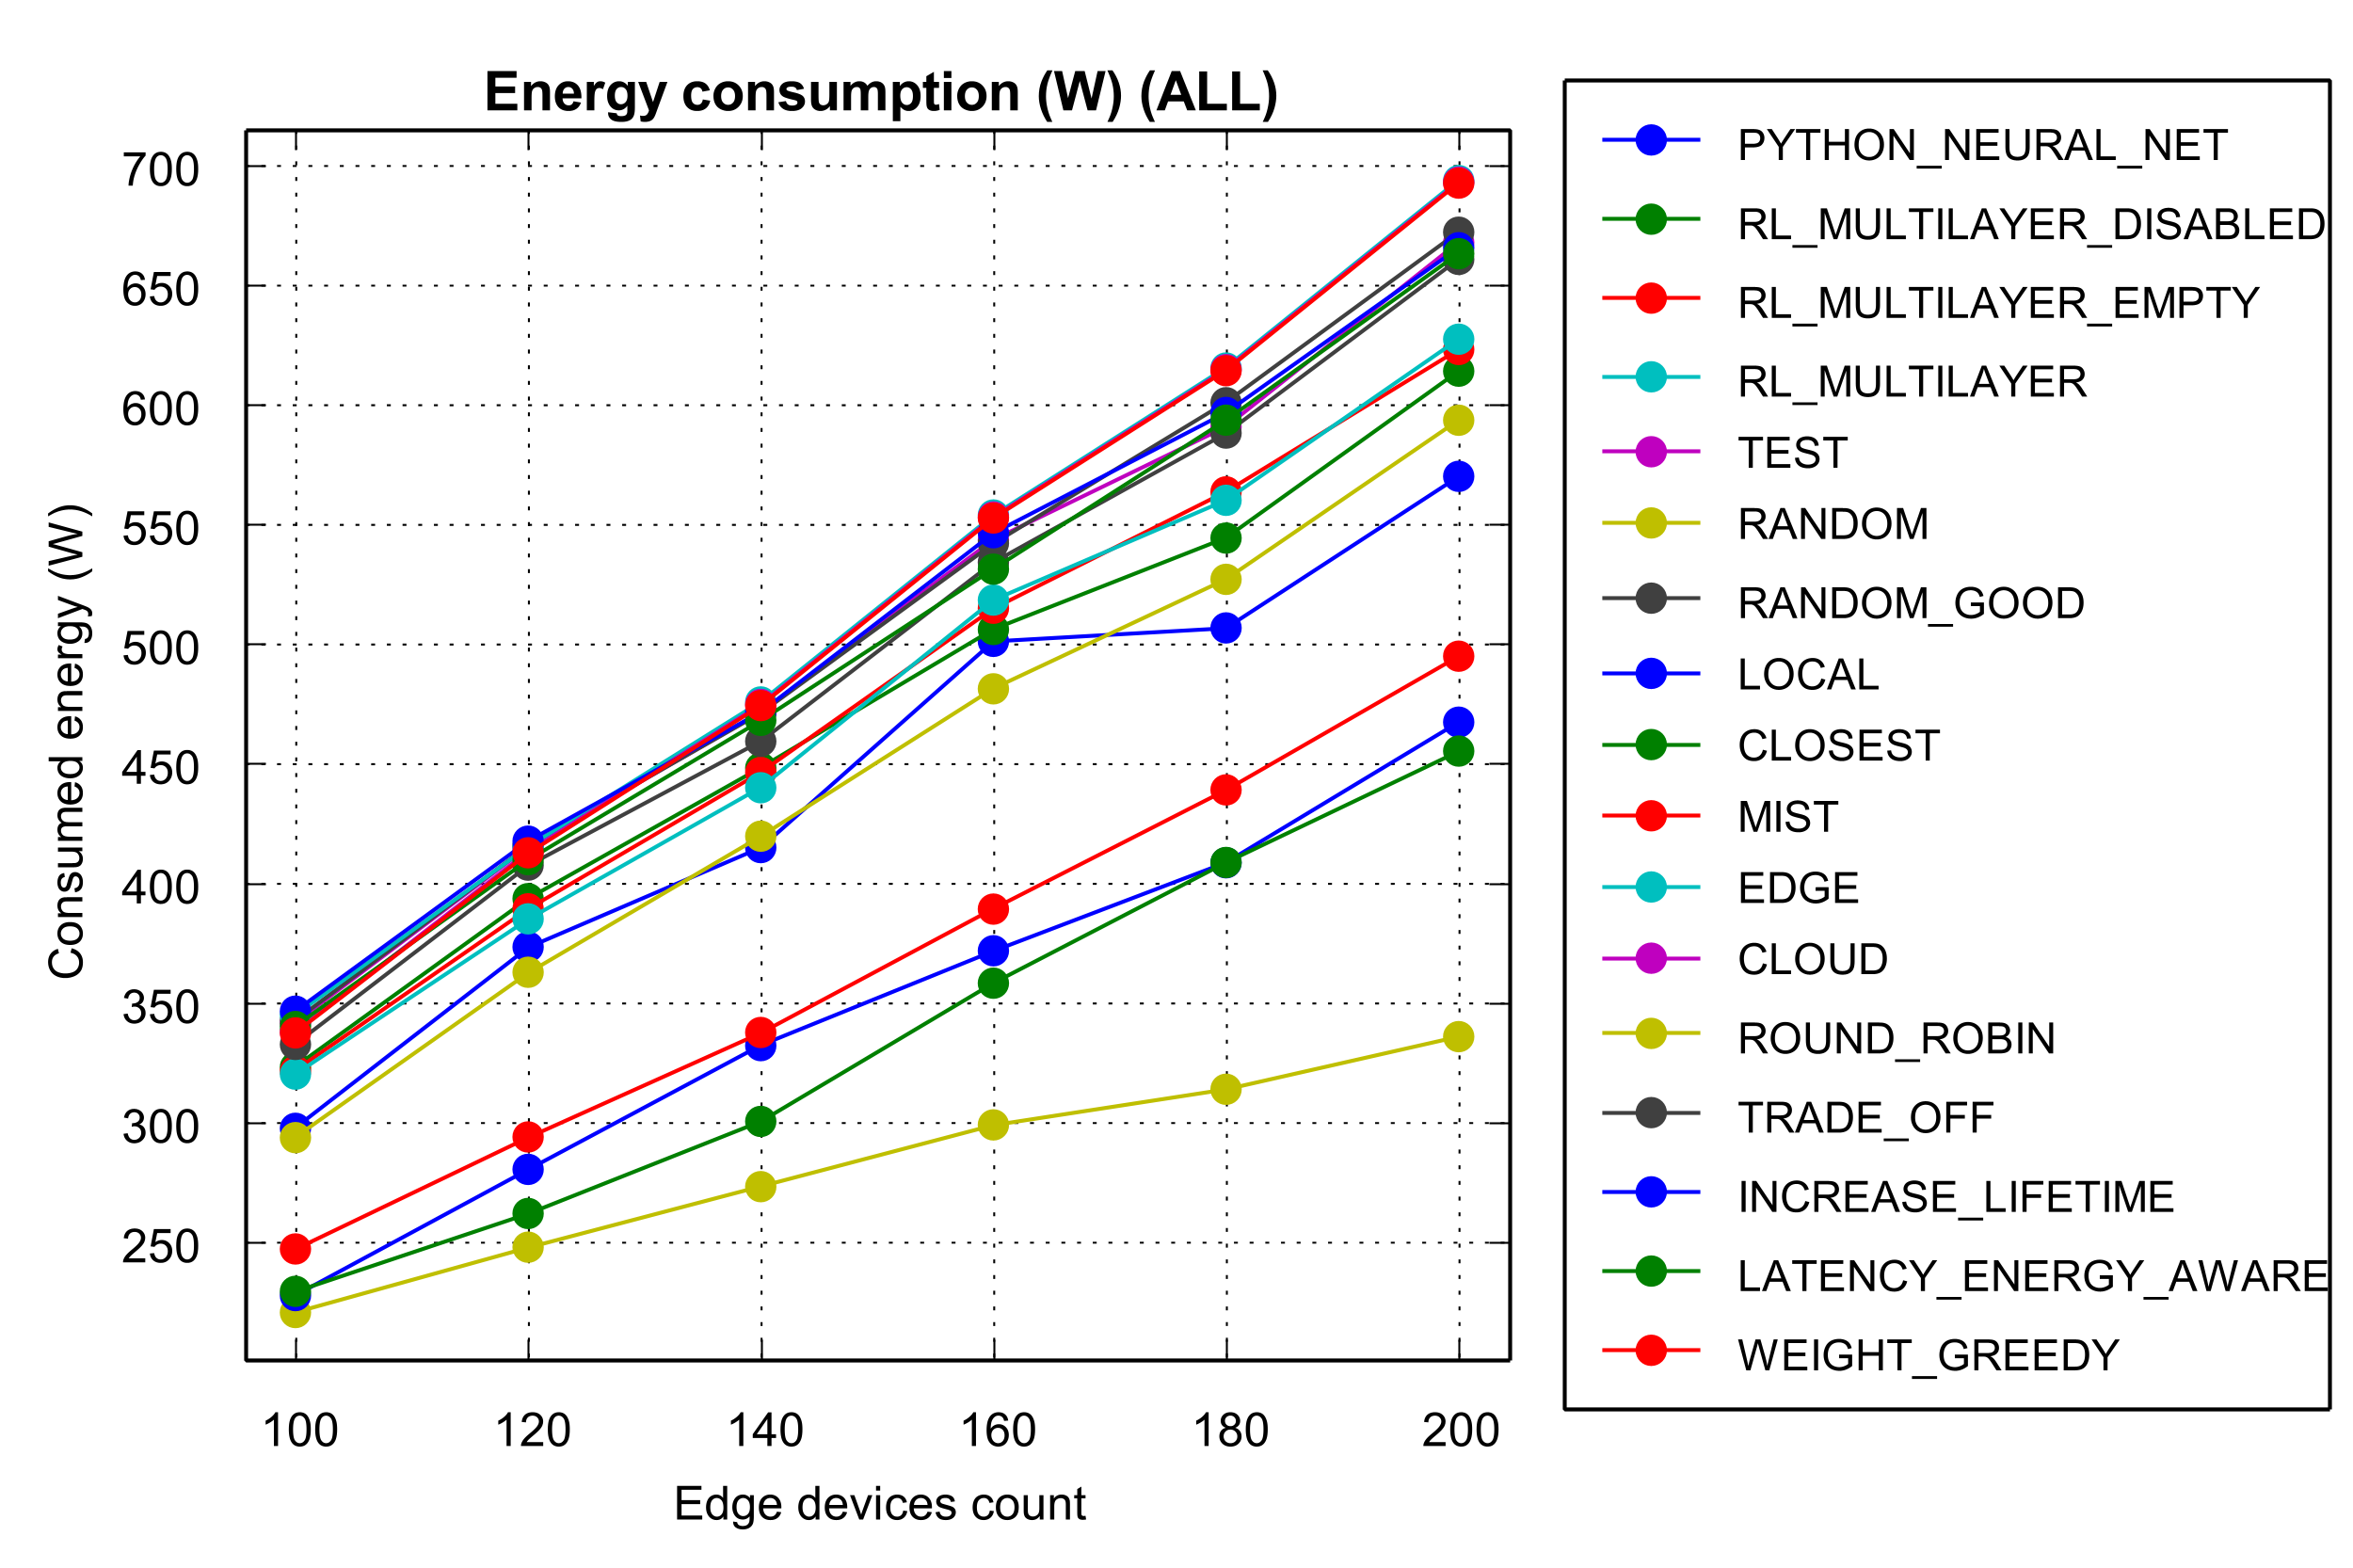 Energy consumption (W) (ALL)
700
650
600
550
500
450
400
350
300
250
Consumed energy (W)
100 120 140 160 180 200
Edge devices count
PYTHON_NEURAL_NET
RL_MULTILAYER_DISABLED
RL_MULTILAYER_EMPTY
RL_MULTILAYER
TEST
RANDOM
RANDOM_GOOD
LOCAL
CLOSEST
MIST
EDGE
CLOUD
ROUND_ROBIN
TRADE_OFF
INCREASE_LIFETIME
LATENCY_ENERGY_AWARE
WEIGHT_GREEDY